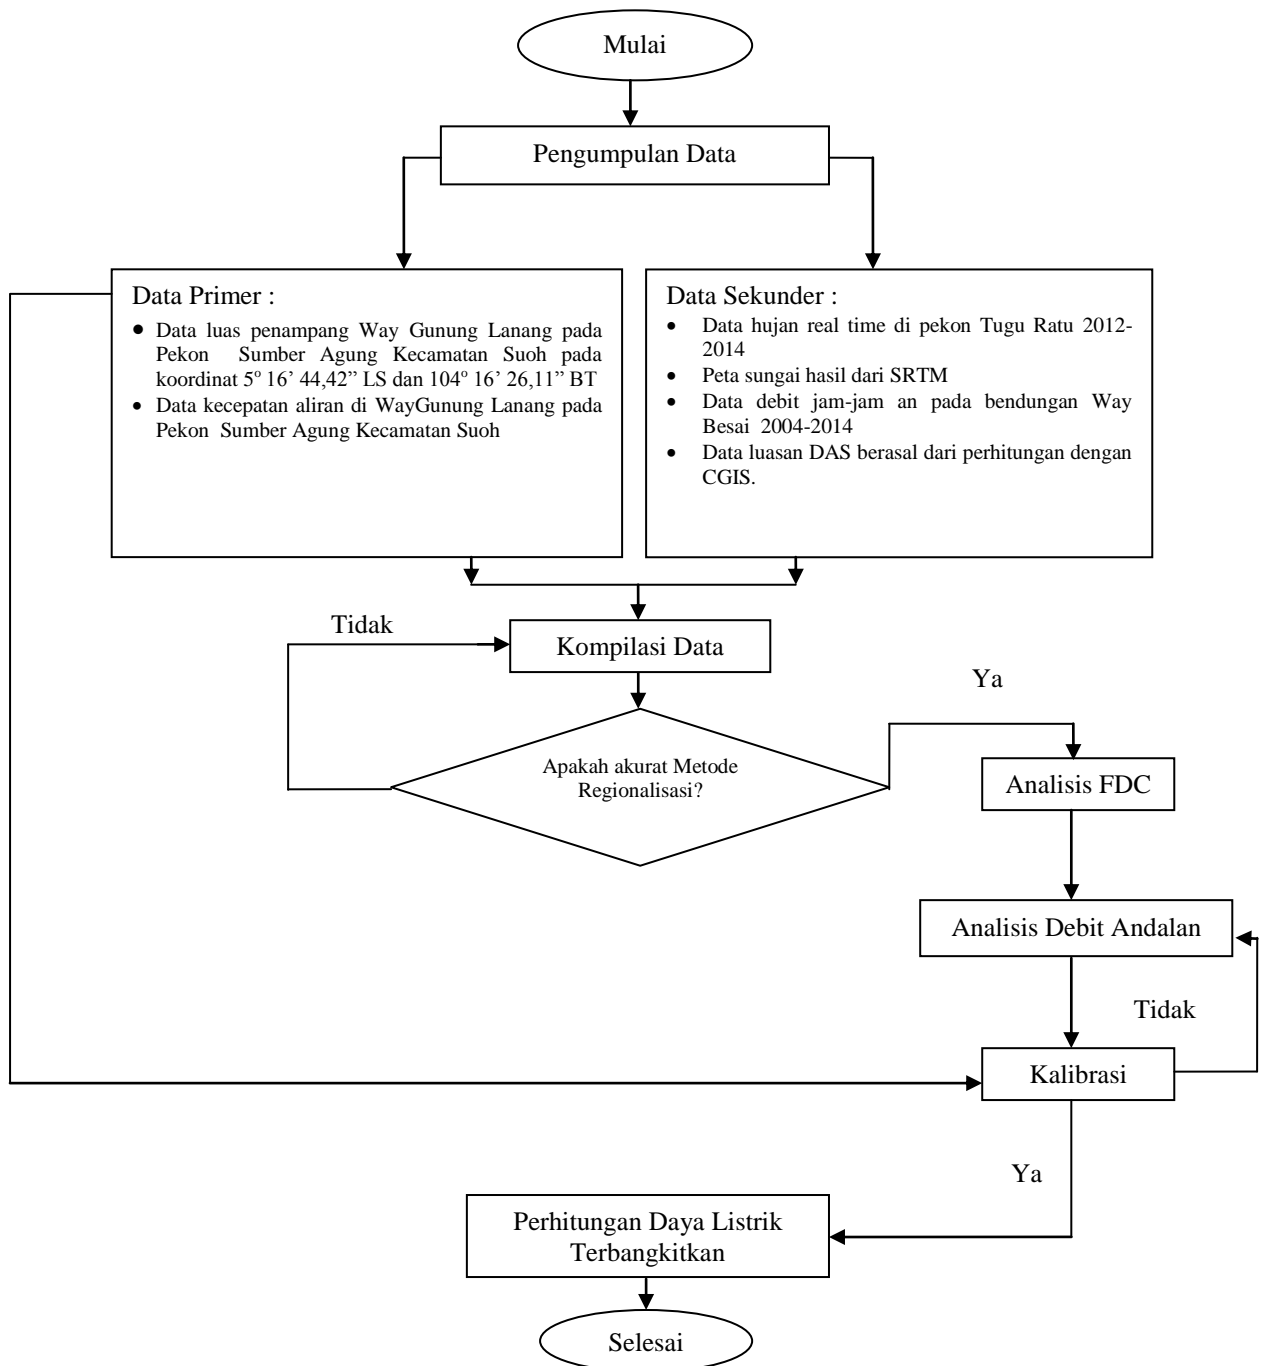 Mulai
Pengumpulan Data
Data Primer :
• Data luas penampang Way Gunung Lanang pada
Pekon Sumber Agung Kecamatan Suoh pada
koordinat 5º 16’ 44,42” LS dan 104º 16’ 26,11” BT
• Data kecepatan aliran di WayGunung Lanang pada
Pekon Sumber Agung Kecamatan Suoh
Data Sekunder :
• Data hujan real time di pekon Tugu Ratu 2012-
2014
• Peta sungai hasil dari SRTM
• Data debit jam-jam an pada bendungan Way
Besai 2004-2014
• Data luasan DAS berasal dari perhitungan dengan
CGIS.
Tidak
Kompilasi Data
Ya
Apakah akurat Metode
Regionalisasi?
Analisis FDC
Analisis Debit Andalan
Tidak
Kalibrasi
Ya
Perhitungan Daya Listrik
Terbangkitkan
Selesai